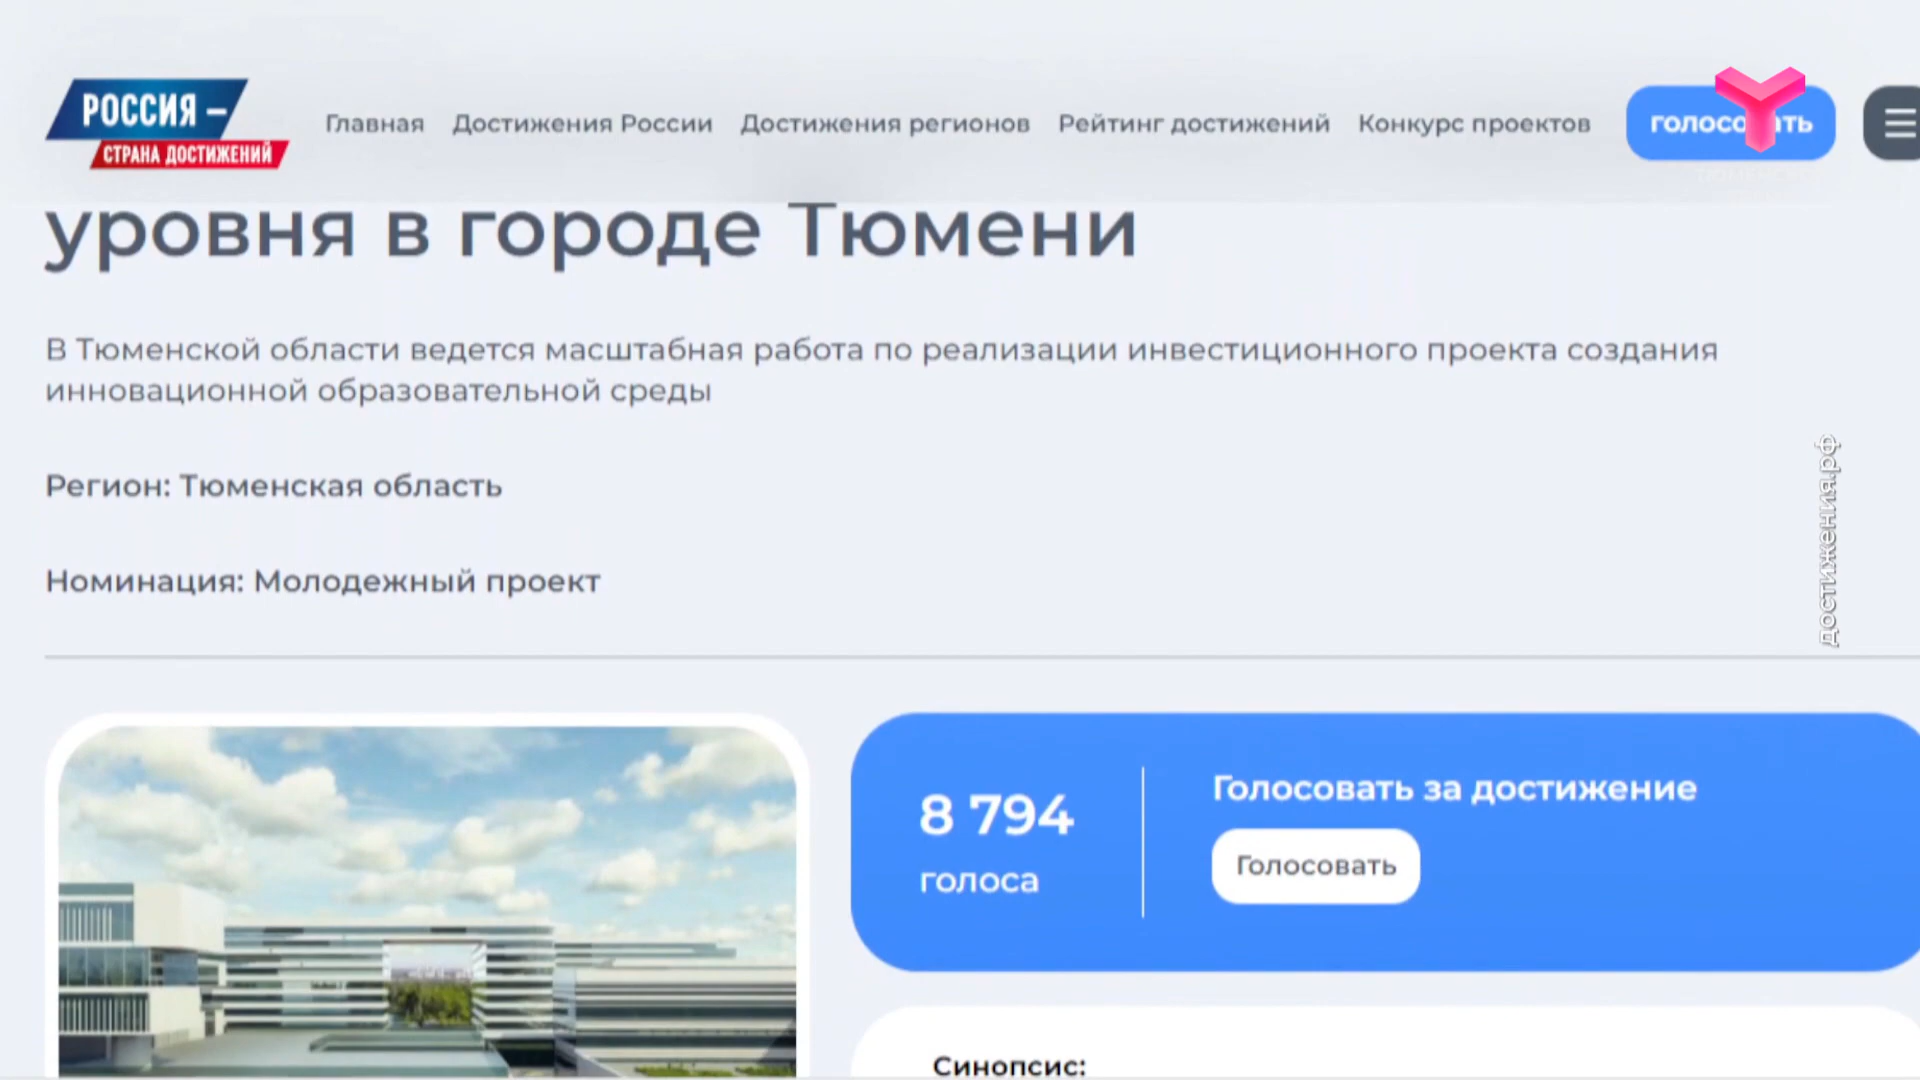 РОССИЯ –
СТРАНА ДОСТИЖЕНИЙ
Главная Достижения России Достижения регионов Рейтинг достижений Конкурс проектов
уровня в городе Тюмени
В Тюменской области ведется масштабная работа по реализации инвестиционного проекта создания
инновационной образовательной среды
Регион: Тюменская область
Номинация: Молодежный проект
достижения.рф
8 794
голоса
Голосовать за достижение
Голосовать
Синопсис: